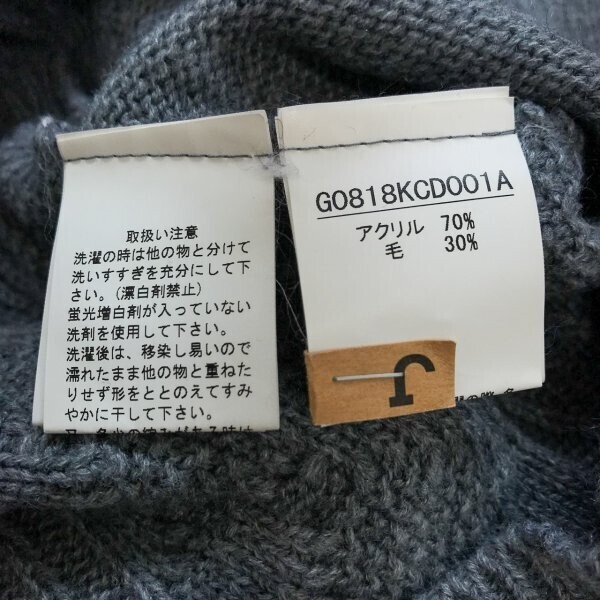 取扱い注意
洗濯の時は他の物と分けて
洗いすすぎを充分にして下
さい。(漂白剤禁止)
蛍光増白剤が入っていない
洗剤を使用して下さい。
洗濯後は、移染し易いので
濡れたまま他の物と重ねた
りせず形をととのえてすみ
やかに干して下さい。
G0818KCD001A
アクリル 70%
毛 30%
J